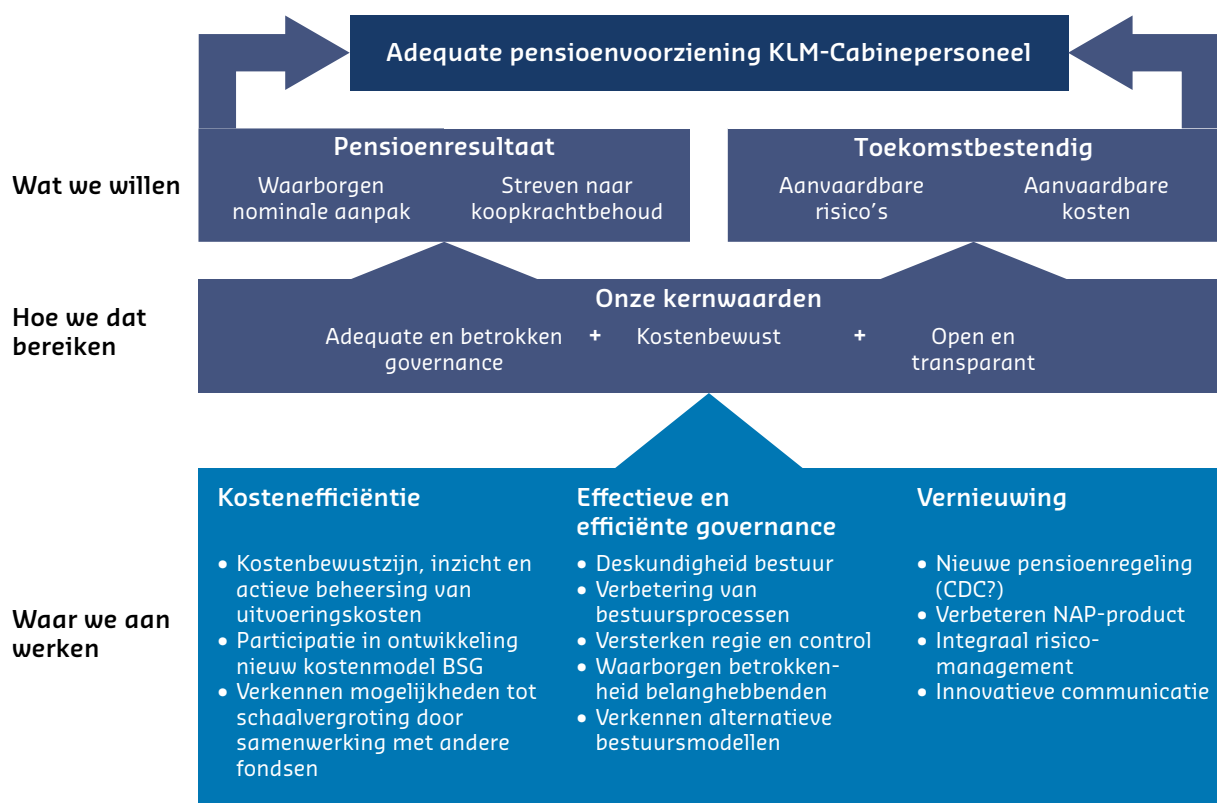 Adequate pensioenvoorziening KLM-Cabinepersoneel
Wat we willen
Pensioenresultaat
Waarborgen
nominale aanpak
Streven naar
koopkrachtbehoud
Toekomstbestendig
Aanvaardbare
risico's
Aanvaardbare
kosten
Hoe we dat
bereiken
Onze kernwaarden
Adequate en betrokken
governance
+
Kostenbewust
+
Open en
transparant
Waar we aan
werken
Kostenefficiëntie
• Kostenbewustzijn, inzicht en
actieve beheersing van
uitvoeringskosten
• Participatie in ontwikkeling
nieuw kostenmodel BSG
• Verkennen mogelijkheden tot
schaalvergroting door
samenwerking met andere
fondsen
Effectieve en
efficiënte governance
• Deskundigheid bestuur
• Verbetering van
bestuursprocessen
• Versterken regie en control
• Waarborgen betrokken-
heid belanghebbenden
• Verkennen alternatieve
bestuursmodellen
Vernieuwing
• Nieuwe pensioenregeling
(CDC?)
• Verbeteren NAP-product
• Integraal risico-
management
• Innovatieve communicatie